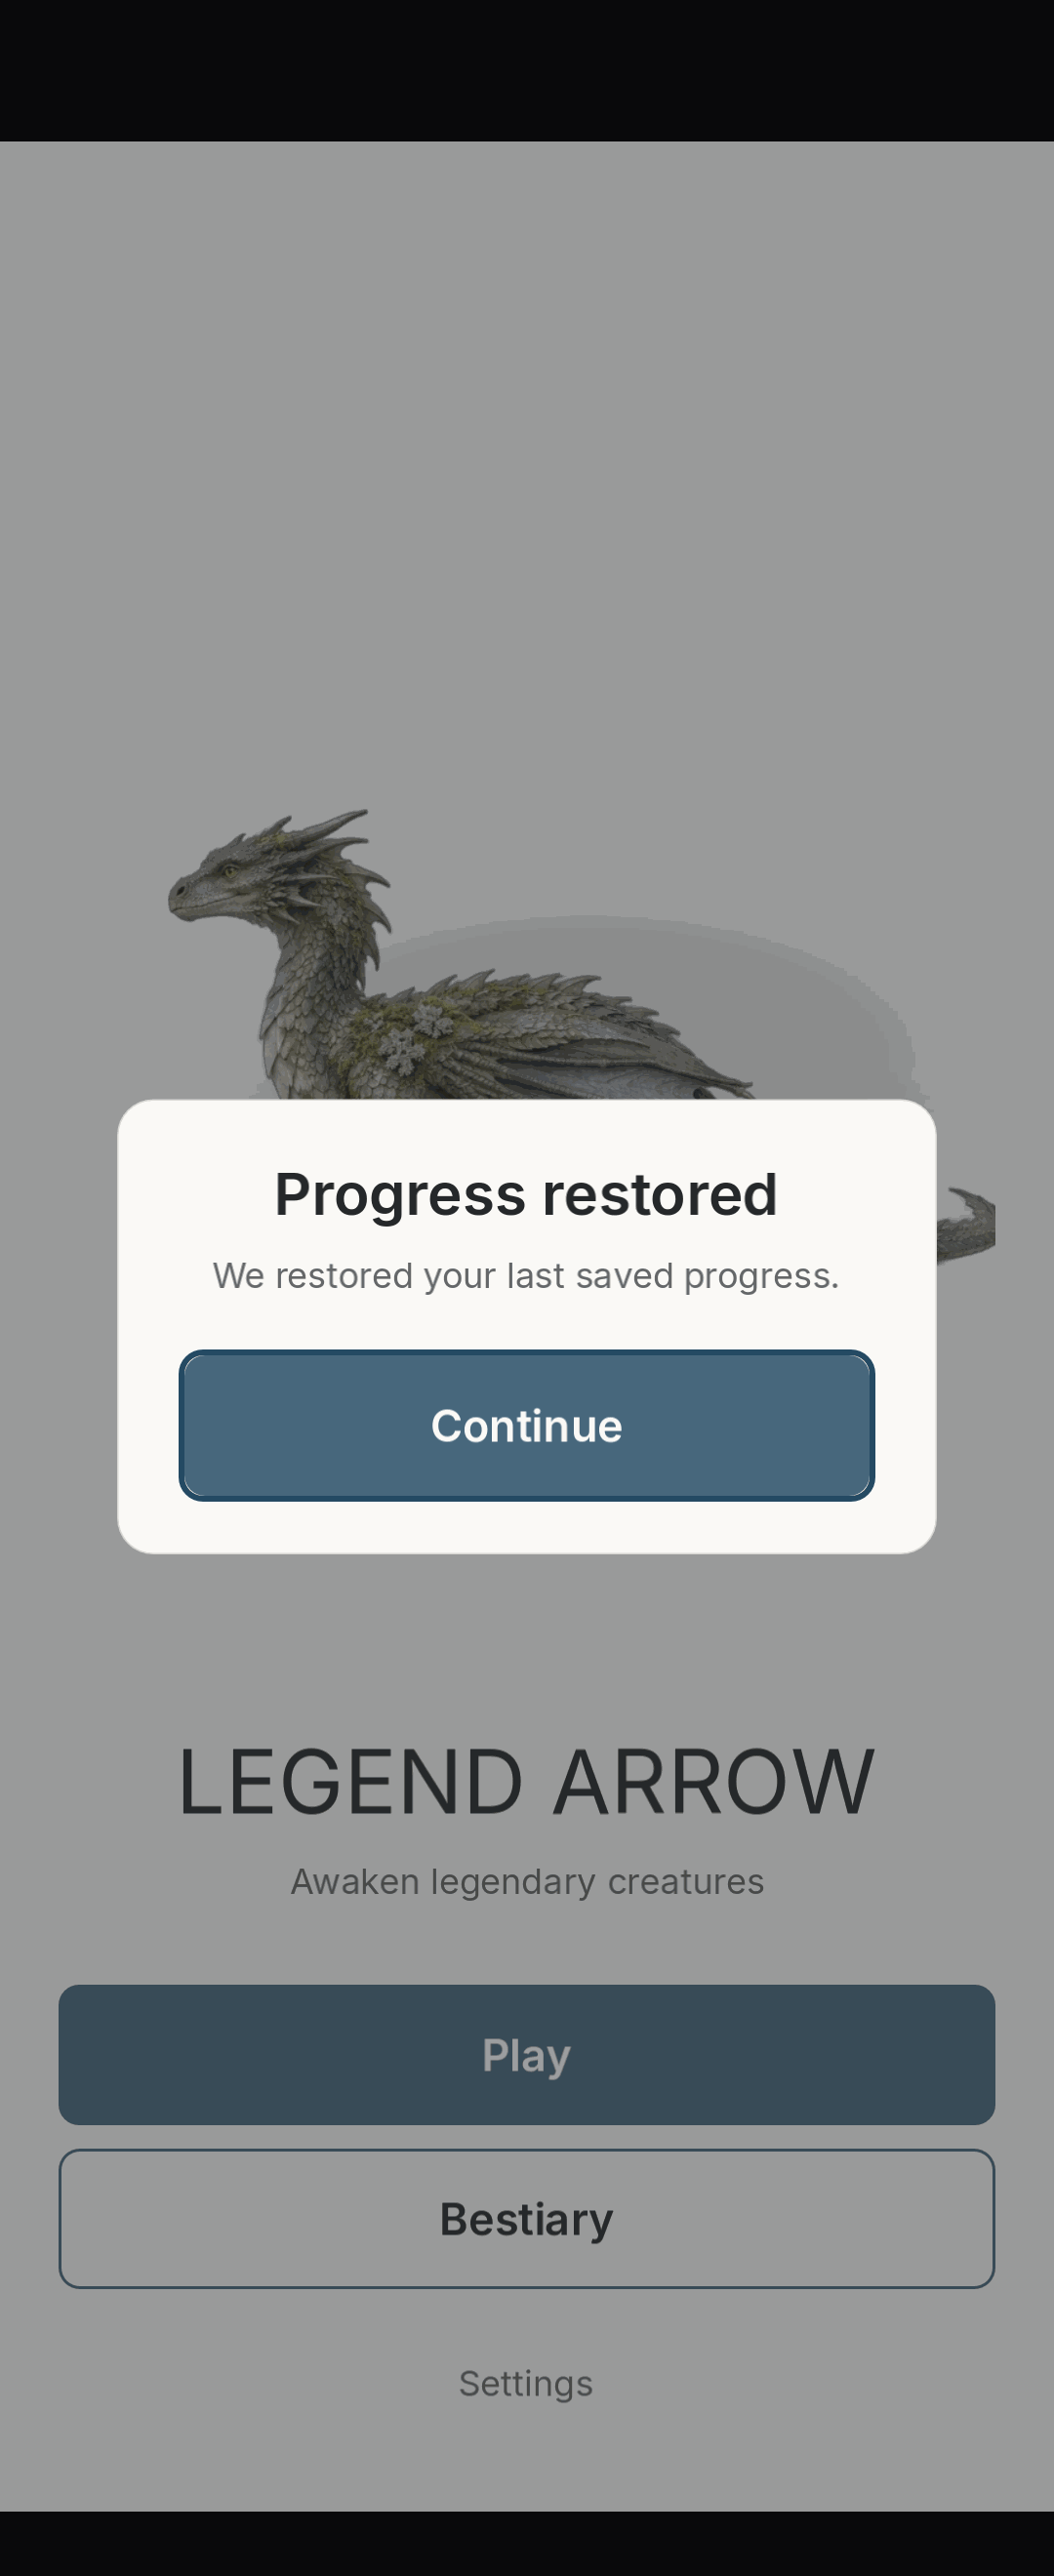 Progress restored
We restored your last saved progress.
Continue
LEGEND ARROW
Awaken legendary creatures
Play
Bestiary
Settings